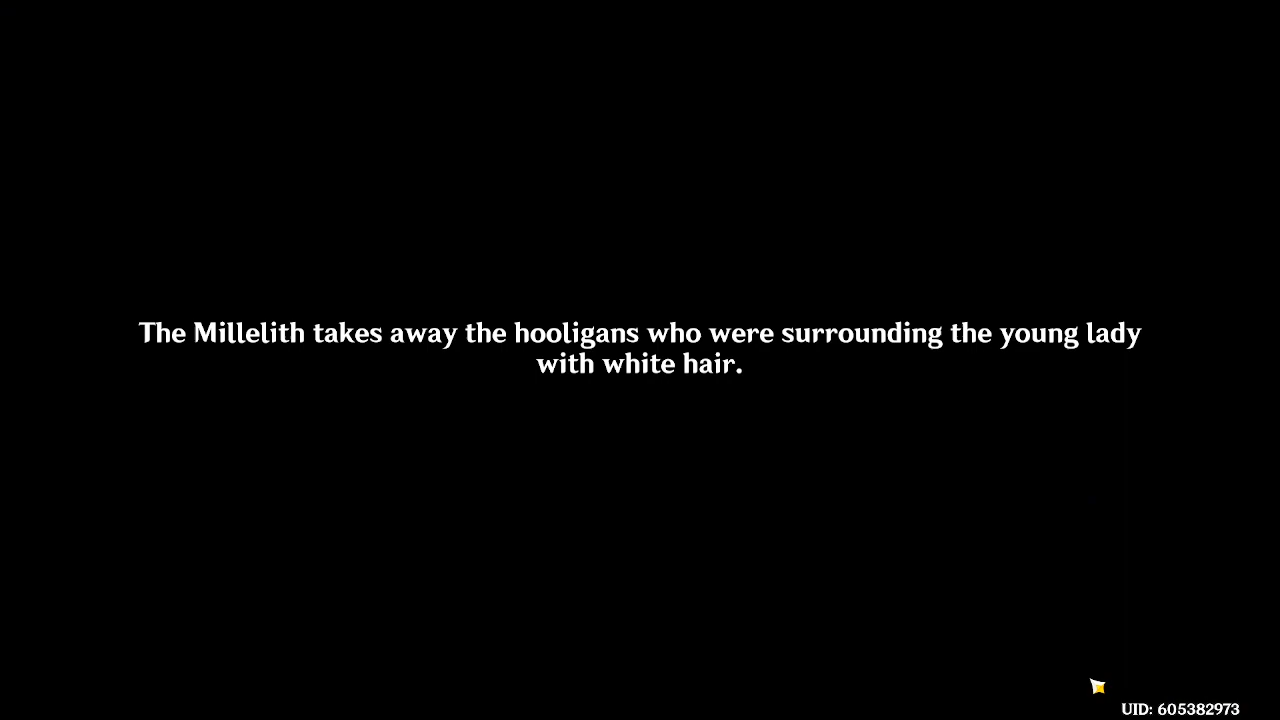 The Millelith takes away the hooligans who were surrounding the young lady
with white hair.
UID: 605382973